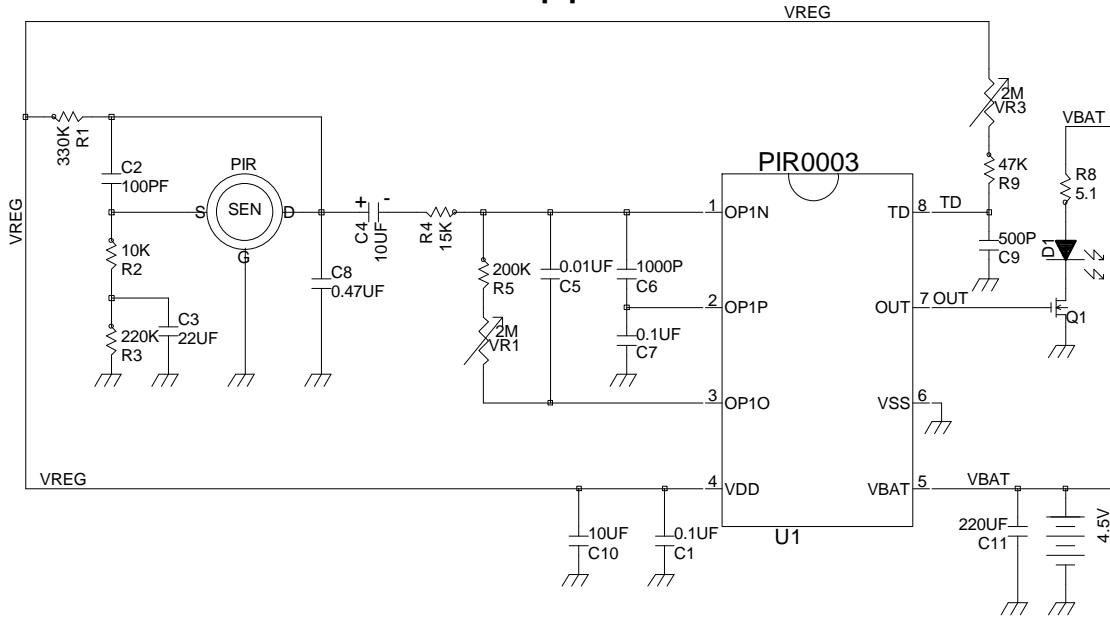 VREG
VREG
330K
R1
C2
100PF
PIR
S
SEN
D
G
10K
R2
220K
R3
C3
22UF
C8
0.47UF
+
-
C4
10UF
R4
15K
200K
R5
2M
VR1
0.01UF
C5
1000P
C6
0.1UF
C7
PIR0003
1
OP1N
2
OP1P
3
OP1O
4
VDD
TD
8
TD
OUT
7
OUT
VSS
6
VBAT
5
VBAT
U1
2M
VR3
47K
R9
500P
C9
VBAT
R8
5.1
D1
Q1
VREG
10UF
C10
0.1UF
C1
220UF
C11
4.5V